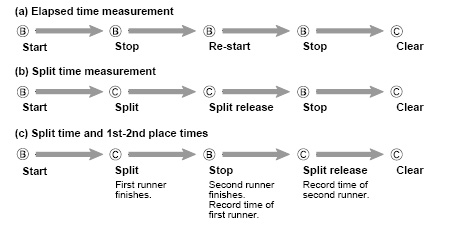 (a) Elapsed time measurement
Ⓑ Ⓑ Ⓑ Ⓑ Ⓒ
Start Stop Re-start Stop Clear
(b) Split time measurement
Ⓑ Ⓒ Ⓒ Ⓑ Ⓒ
Start Split Split release Stop Clear
(c) Split time and 1st-2nd place times
Ⓑ Ⓒ Ⓑ Ⓒ Ⓒ
Start Split Stop Split release Clear
First runner Second runner Record time of
finishes. finishes. second runner.
Record time of
first runner.